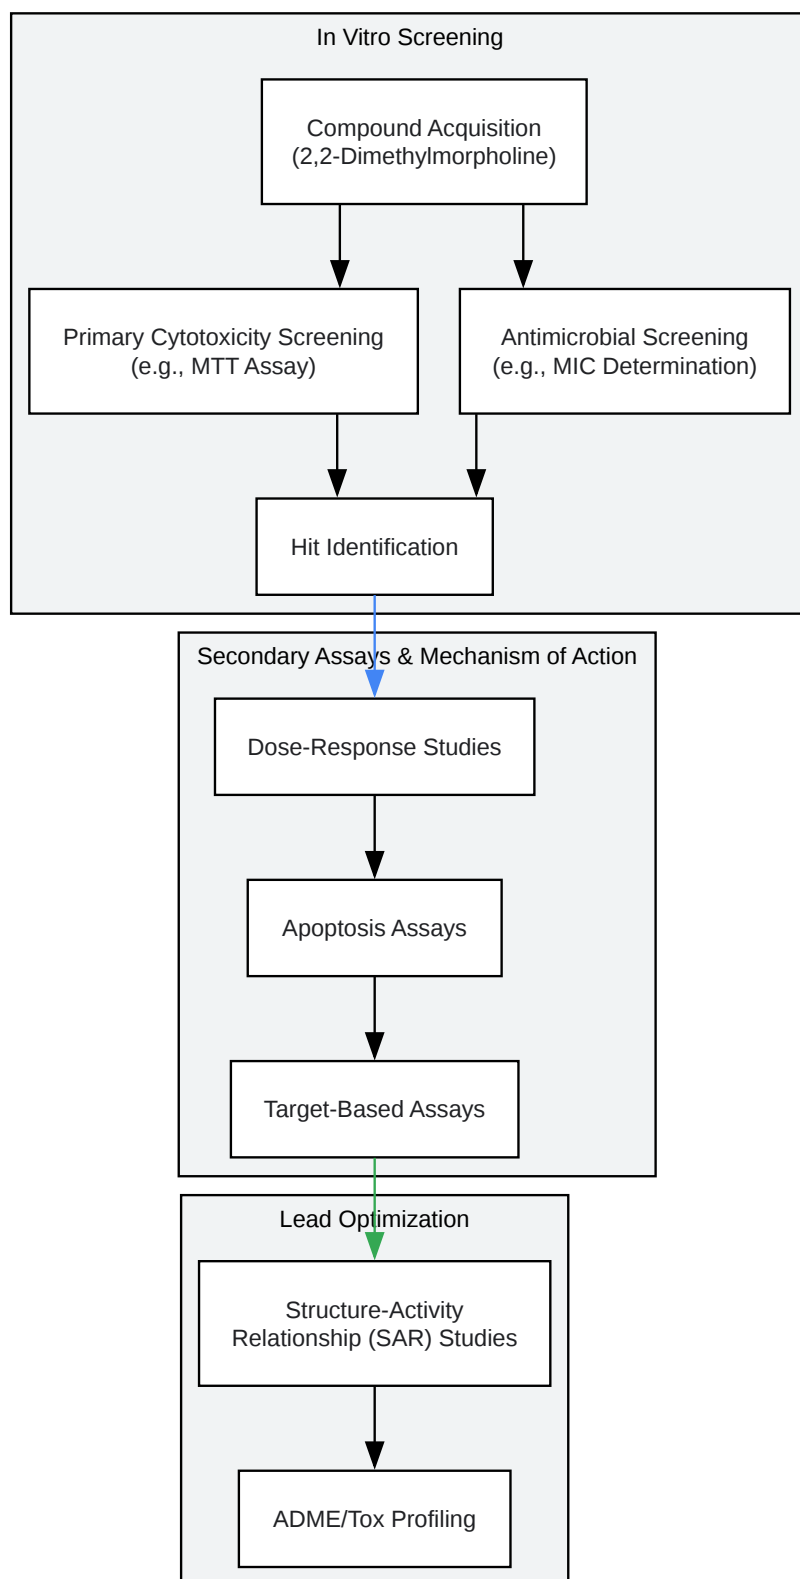 In Vitro Screening
Compound Acquisition
(2,2-Dimethylmorpholine)
Primary Cytotoxicity Screening
(e.g., MTT Assay)
Antimicrobial Screening
(e.g., MIC Determination)
Hit Identification
Secondary Assays & Mechanism of Action
Dose-Response Studies
Apoptosis Assays
Target-Based Assays
Lead Optimization
Structure-Activity
Relationship (SAR) Studies
ADME/Tox Profiling